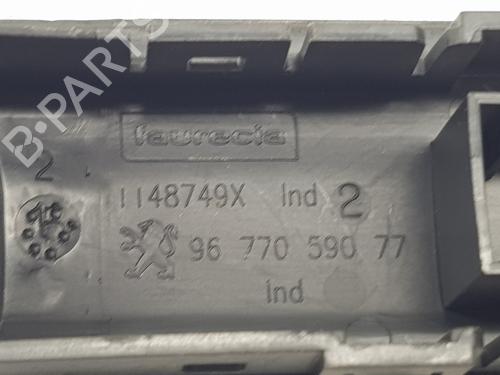 B-PARTS
faurecia
2
1148749X Ind 2
96 770 590 77
ind